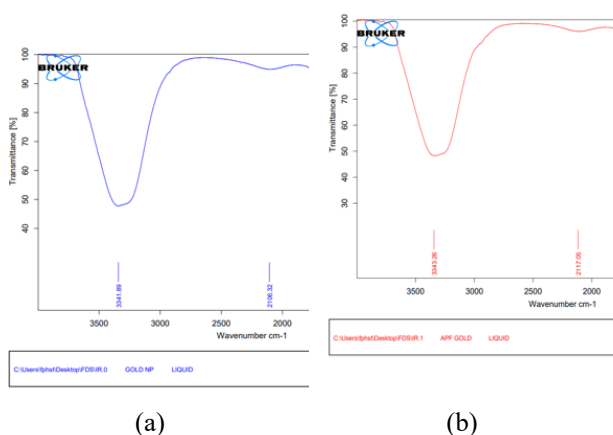 BRUKER
Transmittance [%]
100
90
80
70
60
50
40
3341.89
2106.32
3500
3000
2500
2000
Wavenumber cm-1
C:\Users\fphsf\Desktop\FDS\IR.0 GOLD NP LIQUID
(a)
BRUKER
Transmittance [%]
100
90
80
70
60
50
40
30
3343.26
2117.05
3500
3000
2500
2000
Wavenumber cm-1
C:\Users\fphsf\Desktop\FDS\IR.1 APF GOLD LIQUID
(b)